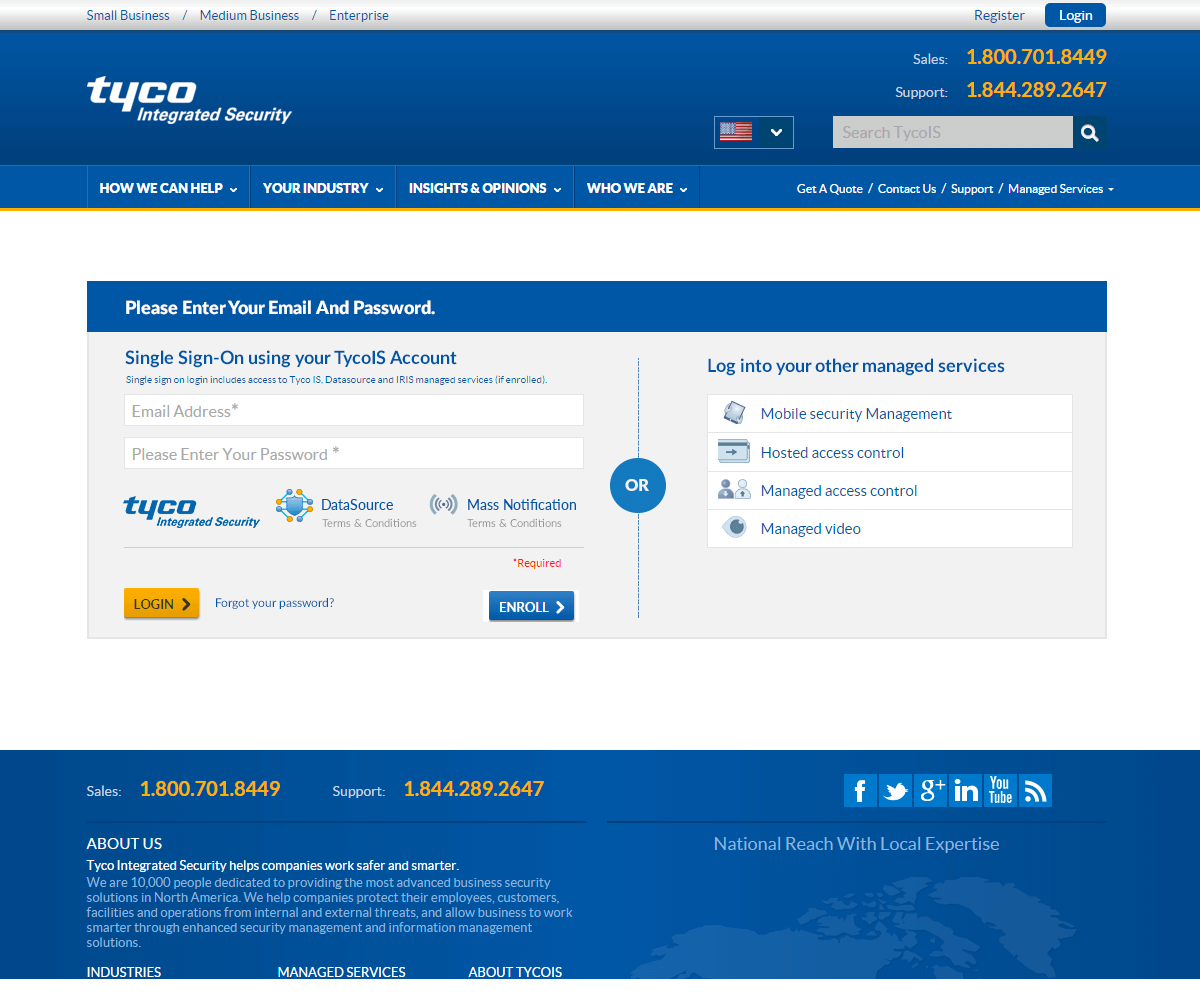 Small Business / Medium Business / Enterprise
Register Login
Sales: 1.800.701.8449
Support: 1.844.289.2647
tyco
Integrated Security
Search TycoIS
HOW WE CAN HELP YOUR INDUSTRY INSIGHTS & OPINIONS WHO WE ARE
Get A Quote / Contact Us / Support / Managed Services
Please Enter Your Email And Password.
Single Sign-On using your TycoIS Account
Single sign on login includes access to Tyco IS, Datasource and IRIS managed services (if enrolled).
Email Address*
Please Enter Your Password *
tyco
Integrated Security
DataSource
Terms & Conditions
Mass Notification
Terms & Conditions
*Required
LOGIN Forgot your password? ENROLL
OR
Log into your other managed services
Mobile security Management
Hosted access control
Managed access control
Managed video
Sales: 1.800.701.8449 Support: 1.844.289.2647
f g+ in You Tube
ABOUT US
Tyco Integrated Security helps companies work safer and smarter.
We are 10,000 people dedicated to providing the most advanced business security
solutions in North America. We help companies protect their employees, customers,
facilities and operations from internal and external threats, and allow business to work
smarter through enhanced security management and information management
solutions.
National Reach With Local Expertise
INDUSTRIES MANAGED SERVICES ABOUT TYCOIS